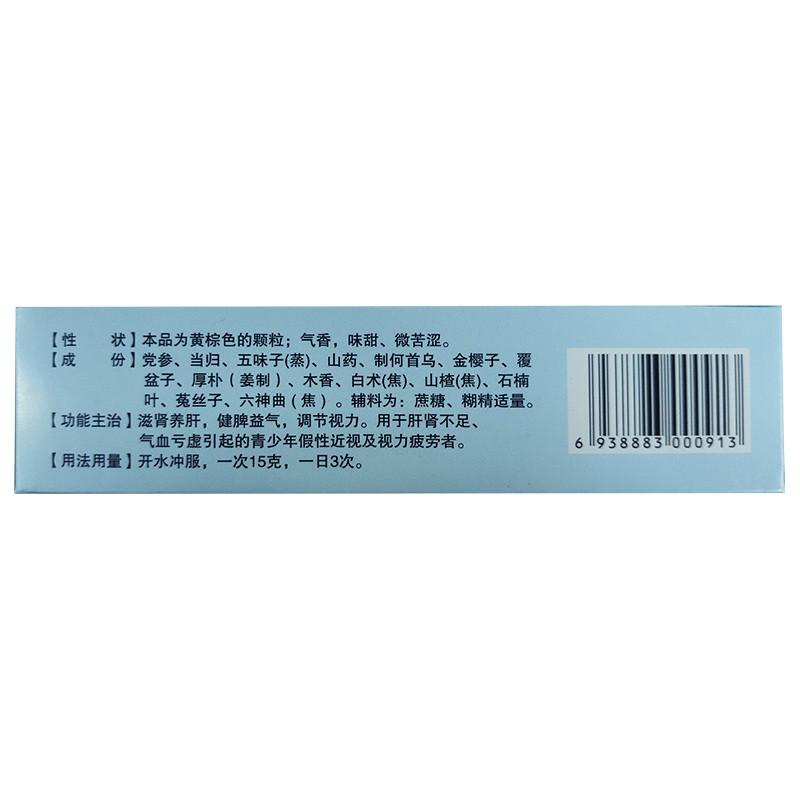 【性　　状】本品为黄棕色的颗粒；气香，味甜、微苦涩。
【成　　份】党参、当归、五味子(蒸)、山药、制何首乌、金樱子、覆
盆子、厚朴（姜制）、木香、白术(焦)、山楂(焦)、石楠
叶、菟丝子、六神曲（焦）。辅料为：蔗糖、糊精适量。
【功能主治】滋肾养肝，健脾益气，调节视力。用于肝肾不足、
气血亏虚引起的青少年假性近视及视力疲劳者。
【用法用量】开水冲服，一次15克，一日3次。
6 938883 000913